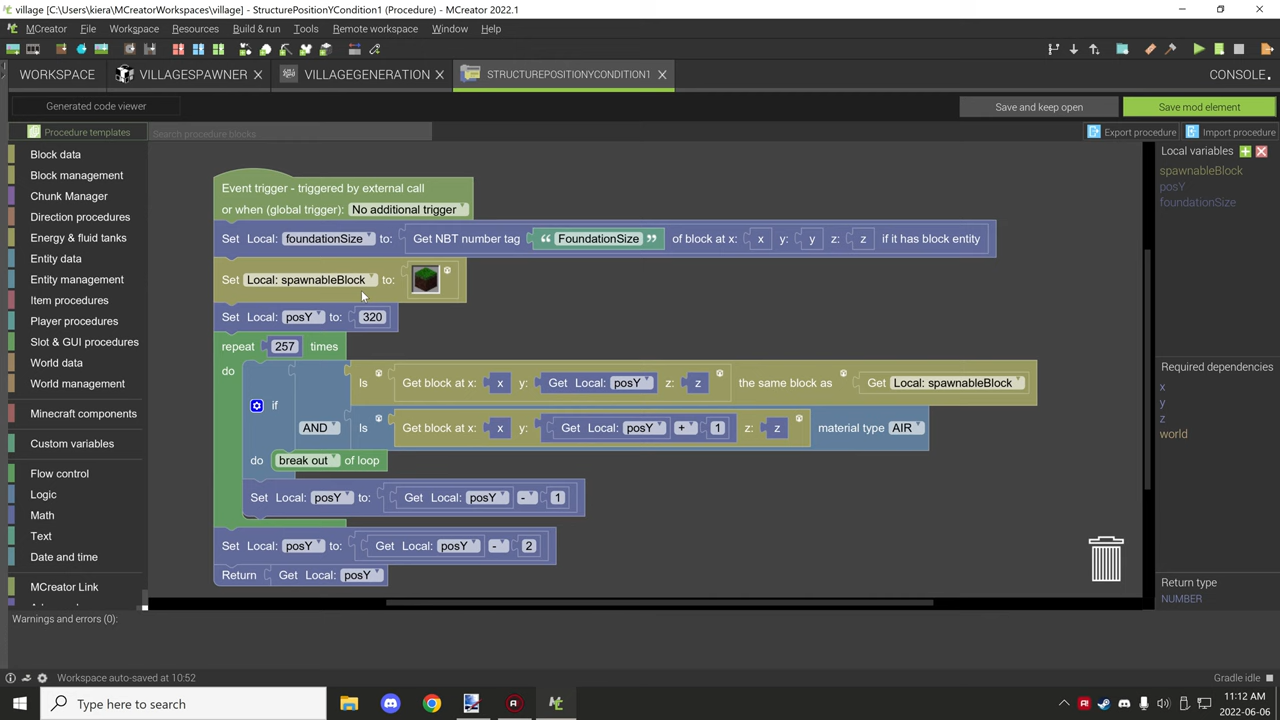 village [C:\Users\kiera\MCreatorWorkspaces\village] - StructurePositionYCondition1 (Procedure) - MCreator 2022.1
MCreator File Workspace Resources Build & run Tools Remote workspace Window Help
WORKSPACE VILLAGESPAWNER VILLAGEGENERATION STRUCTUREPOSITIONYCONDITION1 CONSOLE
Generated code viewer Save and keep open Save mod element
Procedure templates Search procedure blocks Export procedure Import procedure
Block data
Block management
Chunk Manager
Direction procedures
Energy & fluid tanks
Entity data
Entity management
Item procedures
Player procedures
Slot & GUI procedures
World data
World management
Minecraft components
Custom variables
Flow control
Logic
Math
Text
Date and time
MCreator Link
Event trigger - triggered by external call
or when (global trigger): No additional trigger
Set Local: foundationSize to: Get NBT number tag “ FoundationSize ” of block at x: x y: y z: z if it has block entity
Set Local: spawnableBlock to:
Set Local: posY to: 320
repeat 257 times
do if Is Get block at x: x y: Get Local: posY z: z the same block as Get Local: spawnableBlock
AND Is Get block at x: x y: Get Local: posY + 1 z: z material type AIR
do break out of loop
Set Local: posY to: Get Local: posY - 1
Set Local: posY to: Get Local: posY - 2
Return Get Local: posY
Local variables
spawnableBlock
posY
foundationSize
Required dependencies:
x
y
z
world
Return type
NUMBER
Warnings and errors (0):
Workspace auto-saved at 10:52 Gradle idle
Type here to search
11:12 AM
2022-06-06